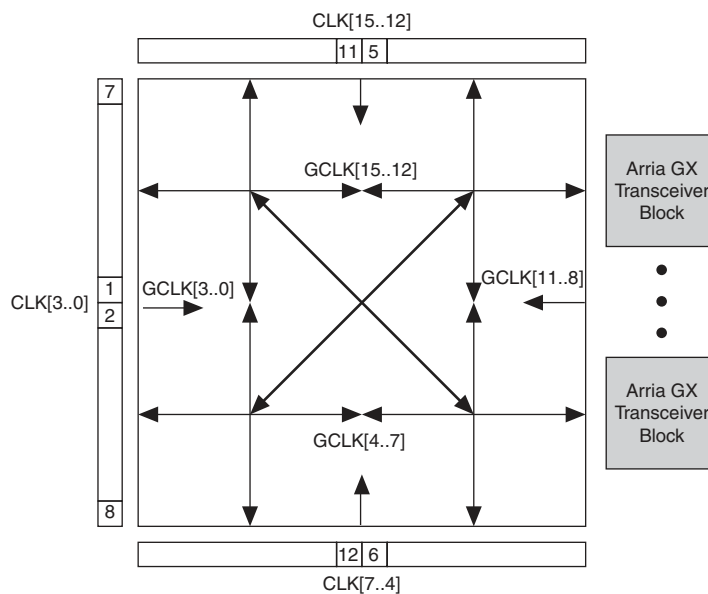 CLK[15..12]
11 5
7
GCLK[15..12]
Arria GX
Transceiver
Block
1
CLK[3..0]
2
GCLK[3..0]
GCLK[11..8]
Arria GX
Transceiver
Block
GCLK[4..7]
8
12 6
CLK[7..4]